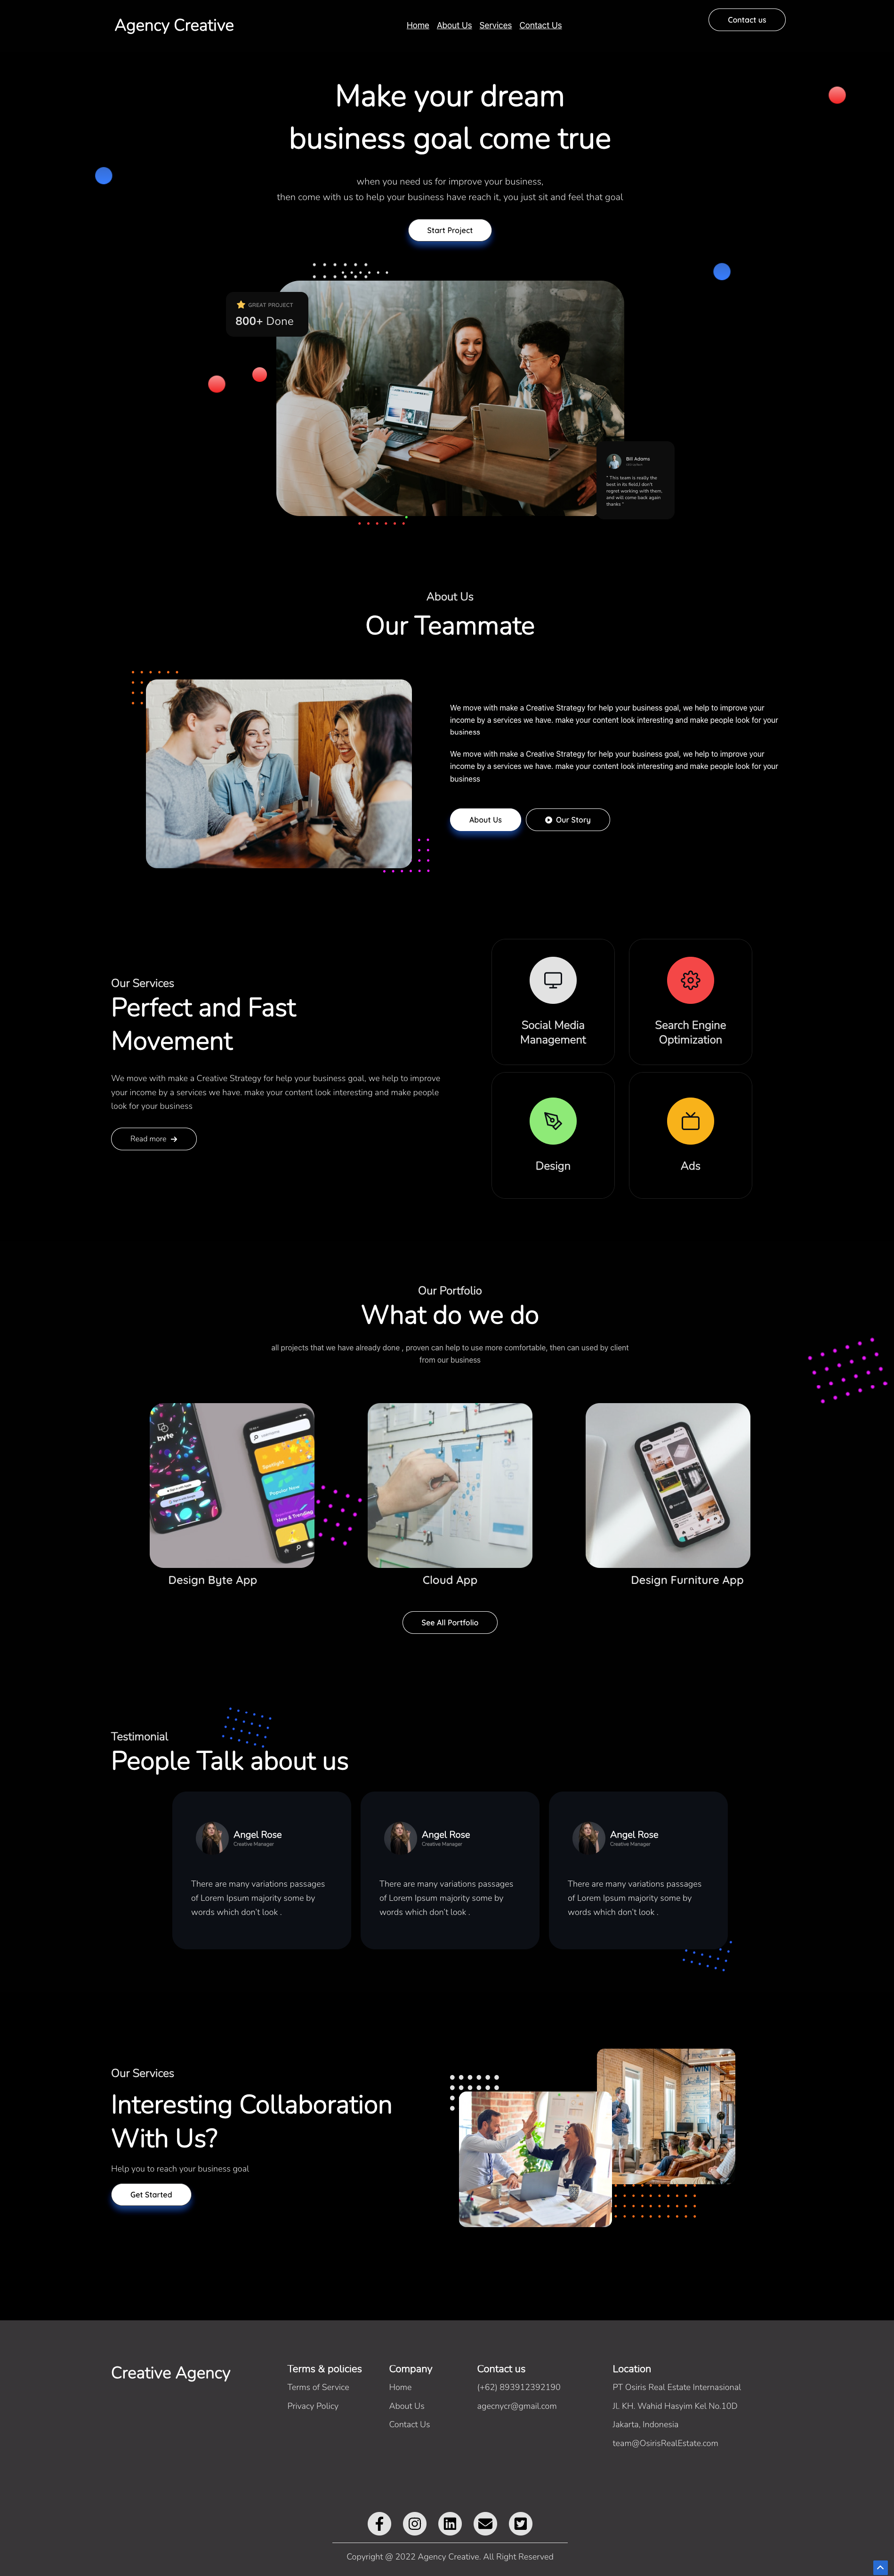 Agency Creative
Home About Us Services Contact Us
Contact us
Make your dream
business goal come true
when you need us for improve your business,
then come with us to help your business have reach it, you just sit and feel that goal
Start Project
GREAT PROJECT
800+ Done
Bill Adams
" This team is really the
best in its field.I don't
regret working with them,
and will come back again
thanks "
About Us
Our Teammate
We move with make a Creative Strategy for help your business goal, we help to improve your
income by a services we have. make your content look interesting and make people look for your
business
We move with make a Creative Strategy for help your business goal, we help to improve your
income by a services we have. make your content look interesting and make people look for your
business
About Us
Our Story
Our Services
Perfect and Fast
Movement
We move with make a Creative Strategy for help your business goal, we help to improve
your income by a services we have. make your content look interesting and make people
look for your business
Read more
Social Media
Management
Search Engine
Optimization
Design
Ads
Our Portfolio
What do we do
all projects that we have already done , proven can help to use more comfortable, then can used by client
from our business
byte
Spotlight
Popular Now
New & Trending
Design Byte App
Cloud App
Design Furniture App
See All Portfolio
Testimonial
People Talk about us
Angel Rose
Creative Manager
There are many variations passages
of Lorem Ipsum majority some by
words which don't look .
Angel Rose
Creative Manager
There are many variations passages
of Lorem Ipsum majority some by
words which don't look .
Angel Rose
Creative Manager
There are many variations passages
of Lorem Ipsum majority some by
words which don't look .
Our Services
Interesting Collaboration
With Us?
Help you to reach your business goal
Get Started
WIN
Creative Agency
Terms & policies
Terms of Service
Privacy Policy
Company
Home
About Us
Contact Us
Contact us
(+62) 893912392190
agecnycr@gmail.com
Location
PT Osiris Real Estate Internasional
Jl. KH. Wahid Hasyim Kel No.10D
Jakarta, Indonesia
team@OsirisRealEstate.com
Copyright @ 2022 Agency Creative. All Right Reserved